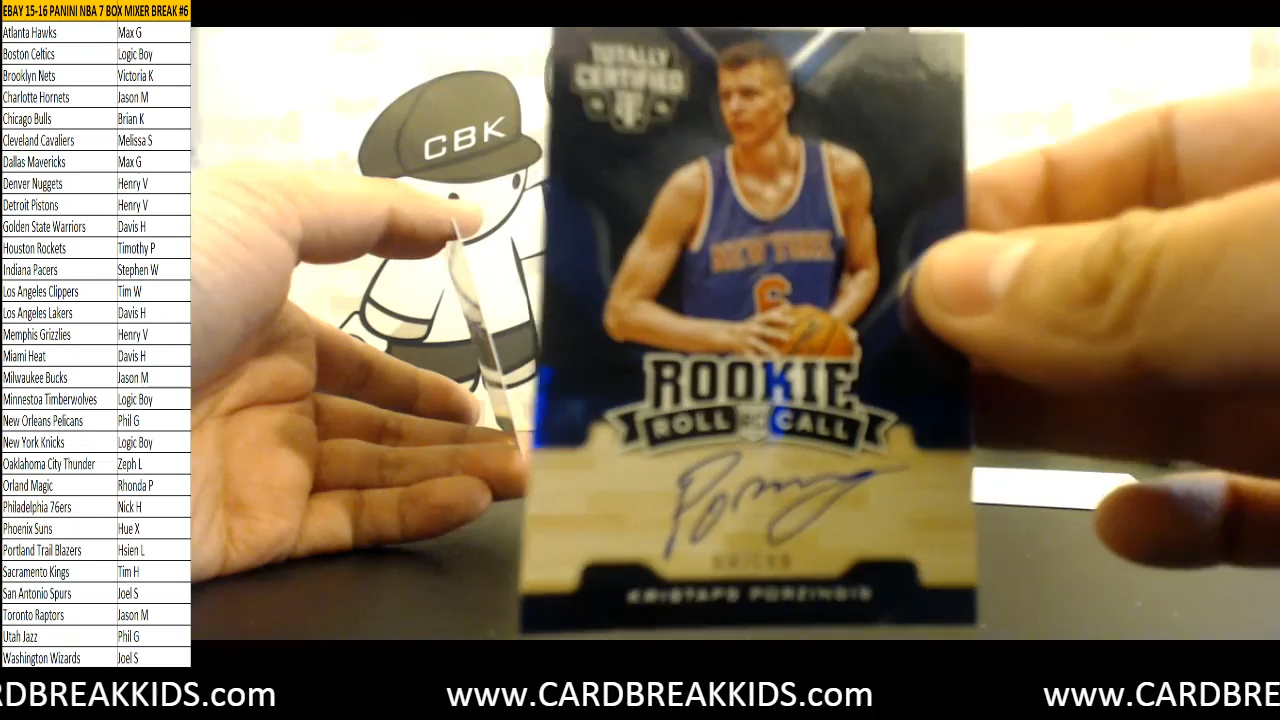 EBAY 15-16 PANINI NBA 7 BOX MIXER BREAK #6
Atlanta Hawks Max G
Boston Celtics Logic Boy
Brooklyn Nets Victoria K
Charlotte Hornets Jason M
Chicago Bulls Brian K
Cleveland Cavaliers Melissa S
Dallas Mavericks Max G
Denver Nuggets Henry V
Detroit Pistons Henry V
Golden State Warriors Davis H
Houston Rockets Timothy P
Indiana Pacers Stephen W
Los Angeles Clippers Tim W
Los Angeles Lakers Davis H
Memphis Grizzlies Henry V
Miami Heat Davis H
Milwaukee Bucks Jason M
Minnestoa Timberwolves Logic Boy
New Orleans Pelicans Phil G
New York Knicks Logic Boy
Oaklahoma City Thunder Zeph L
Orland Magic Rhonda P
Philadelphia 76ers Nick H
Phoenix Suns Hue X
Portland Trail Blazers Hsien L
Sacramento Kings Tim H
San Antonio Spurs Joel S
Toronto Raptors Jason M
Utah Jazz Phil G
Washington Wizards Joel S
CBK
TOTALLY
CERTIFIED
NEW YORK
6
ROOKIE
ROLL CALL
KRISTAPS PORZINGIS
RDBREAKKIDS.com www.CARDBREAKKIDS.com www.CARDBRE